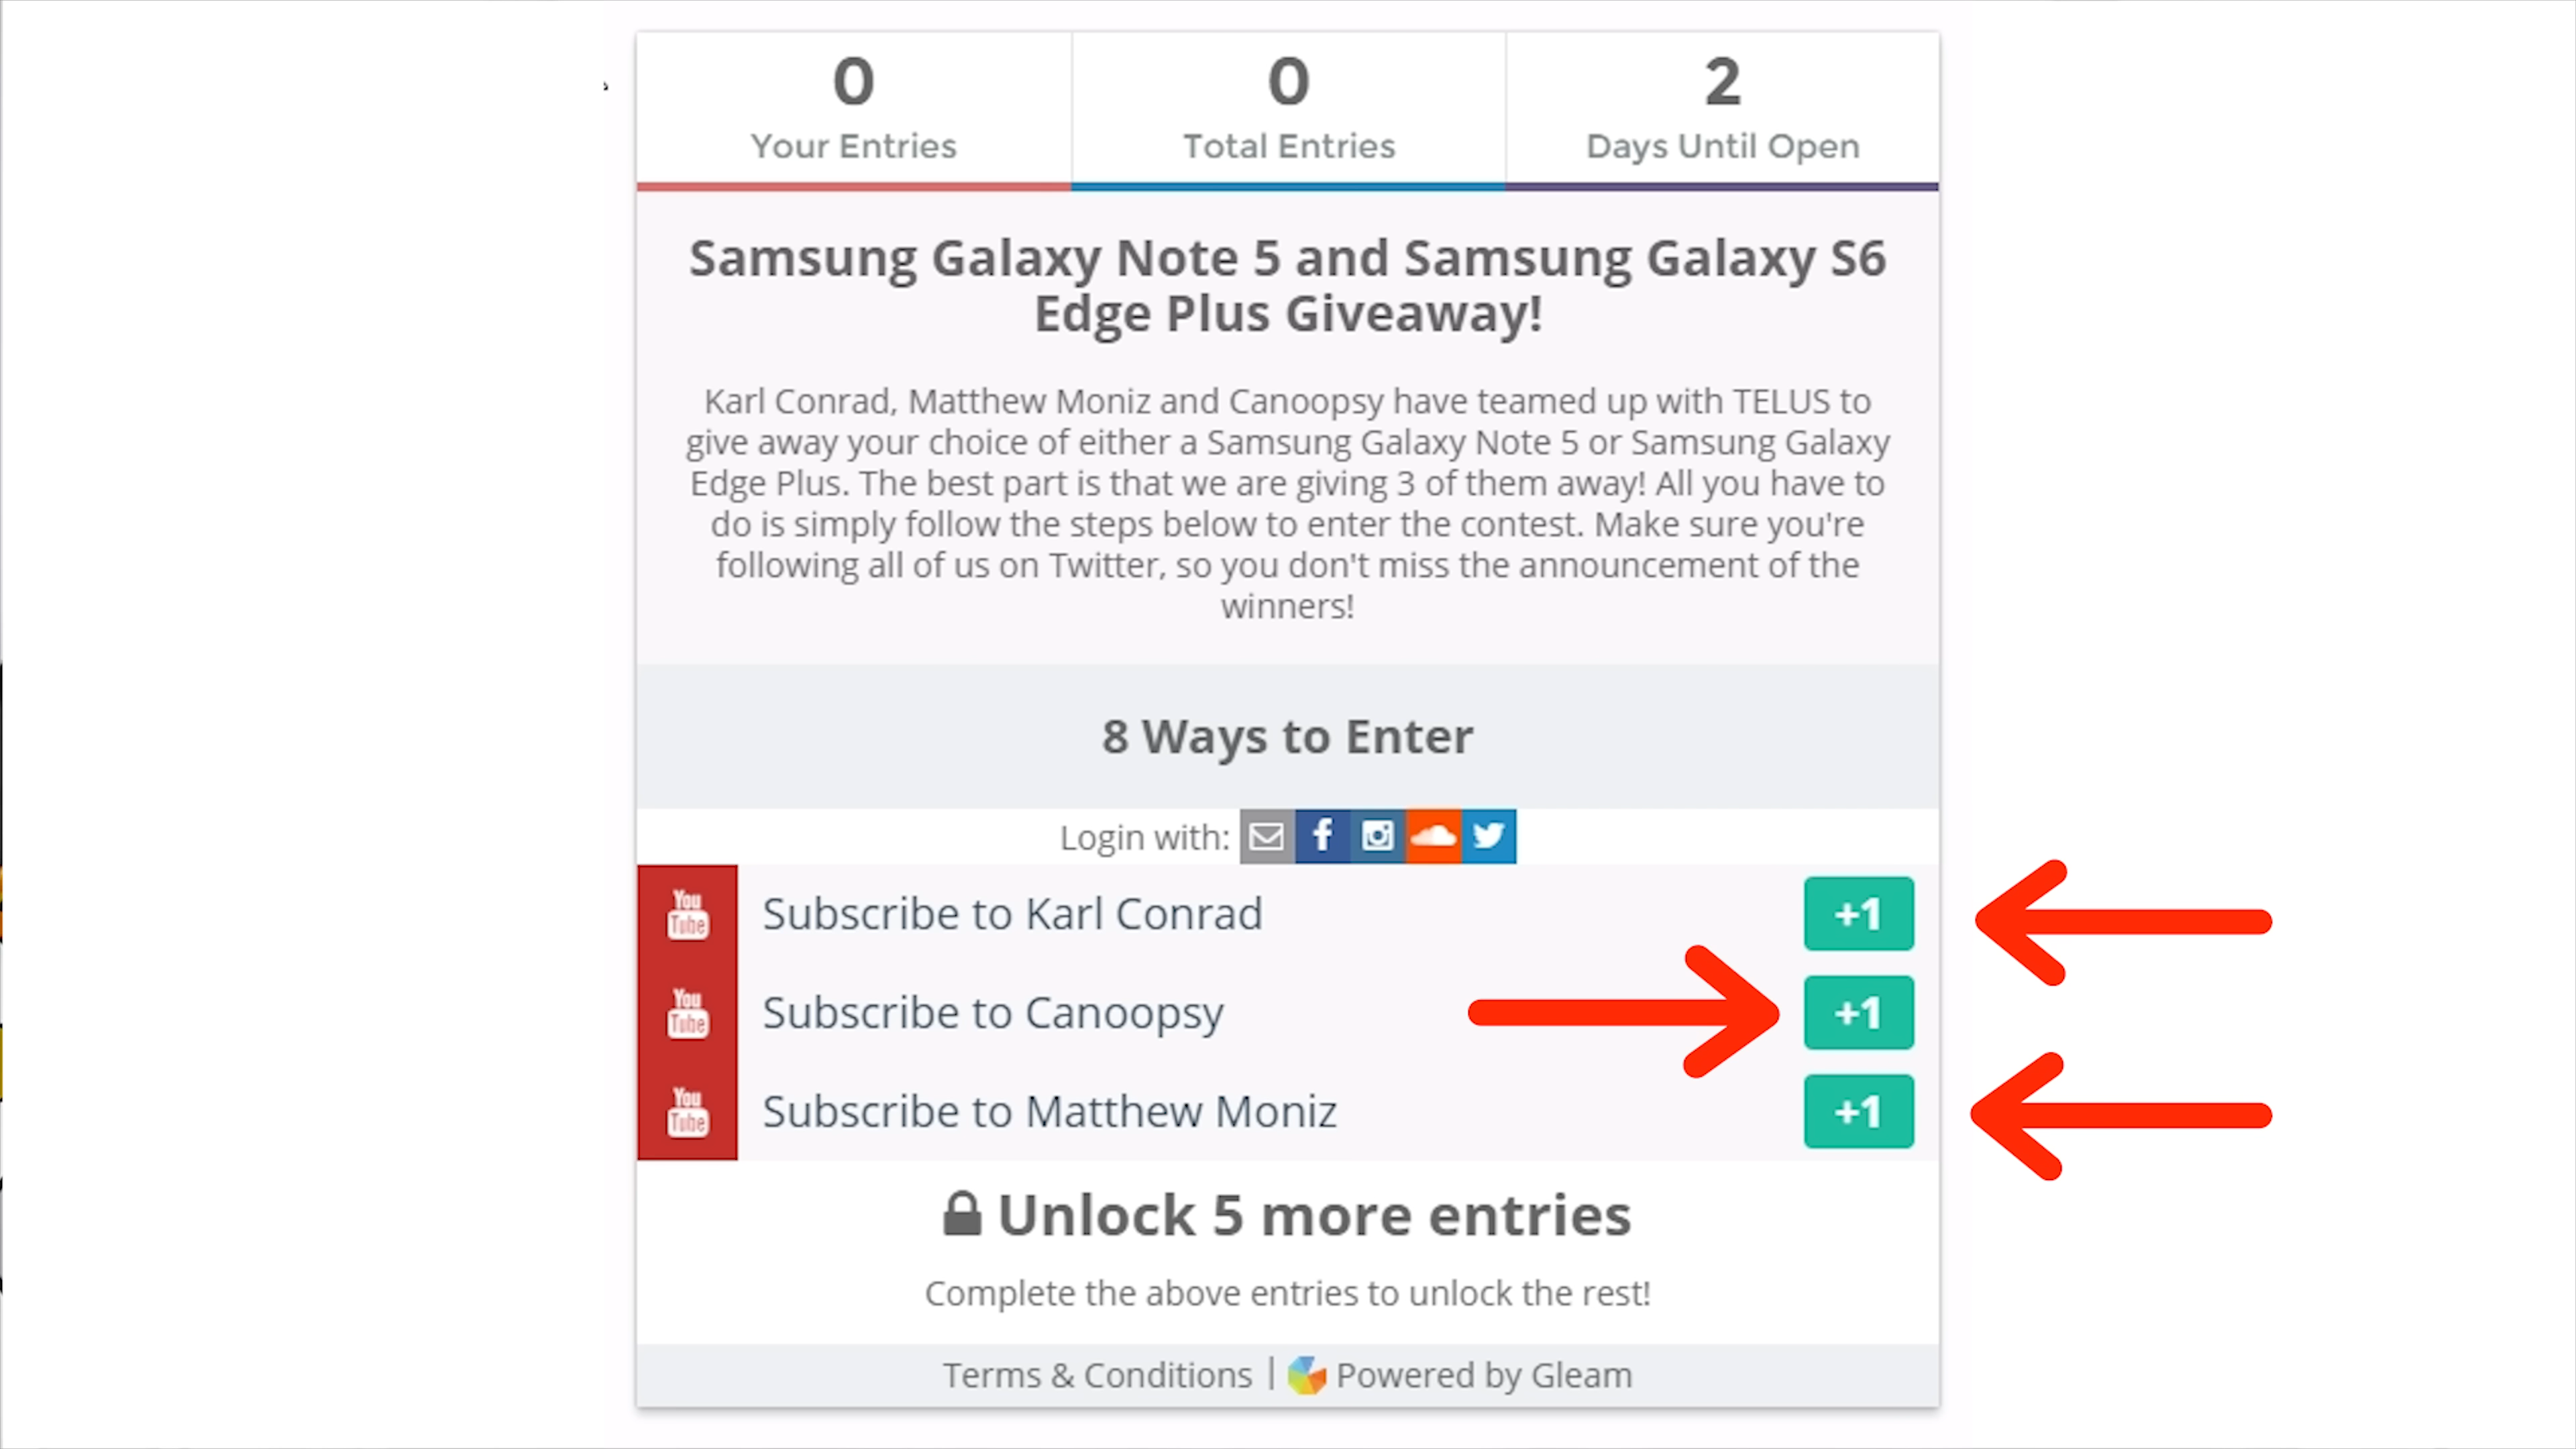 0
Your Entries
0
Total Entries
2
Days Until Open
Samsung Galaxy Note 5 and Samsung Galaxy S6
Edge Plus Giveaway!
Karl Conrad, Matthew Moniz and Canoopsy have teamed up with TELUS to
give away your choice of either a Samsung Galaxy Note 5 or Samsung Galaxy
Edge Plus. The best part is that we are giving 3 of them away! All you have to
do is simply follow the steps below to enter the contest. Make sure you're
following all of us on Twitter, so you don't miss the announcement of the
winners!
8 Ways to Enter
Login with:
You Tube Subscribe to Karl Conrad +1
You Tube Subscribe to Canoopsy +1
You Tube Subscribe to Matthew Moniz +1
Unlock 5 more entries
Complete the above entries to unlock the rest!
Terms & Conditions | Powered by Gleam